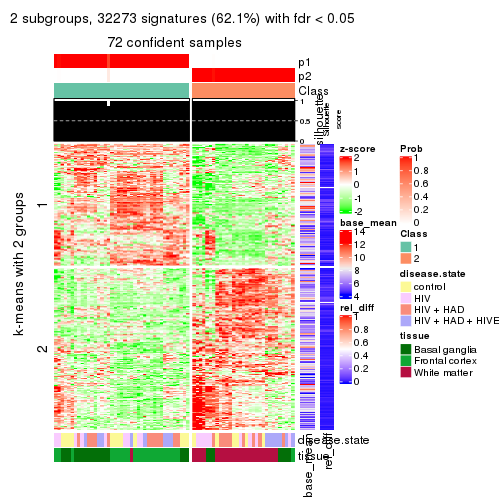 2 subgroups, 32273 signatures (62.1%) with fdr < 0.05
72 confident samples
p1
p2
Class
1
0.5
0
silhouette
Silhouette
score
k-means with 2 groups
1
2
disease.state
tissue
base_mean
rel_diff
z-score
2
1
0
-1
-2
base_mean
14
12
10
8
6
4
rel_diff
1
0.8
0.6
0.4
0.2
0
Prob
1
0.8
0.6
0.4
0.2
0
Class
1
2
disease.state
control
HIV
HIV + HAD
HIV + HAD + HIVE
tissue
Basal ganglia
Frontal cortex
White matter